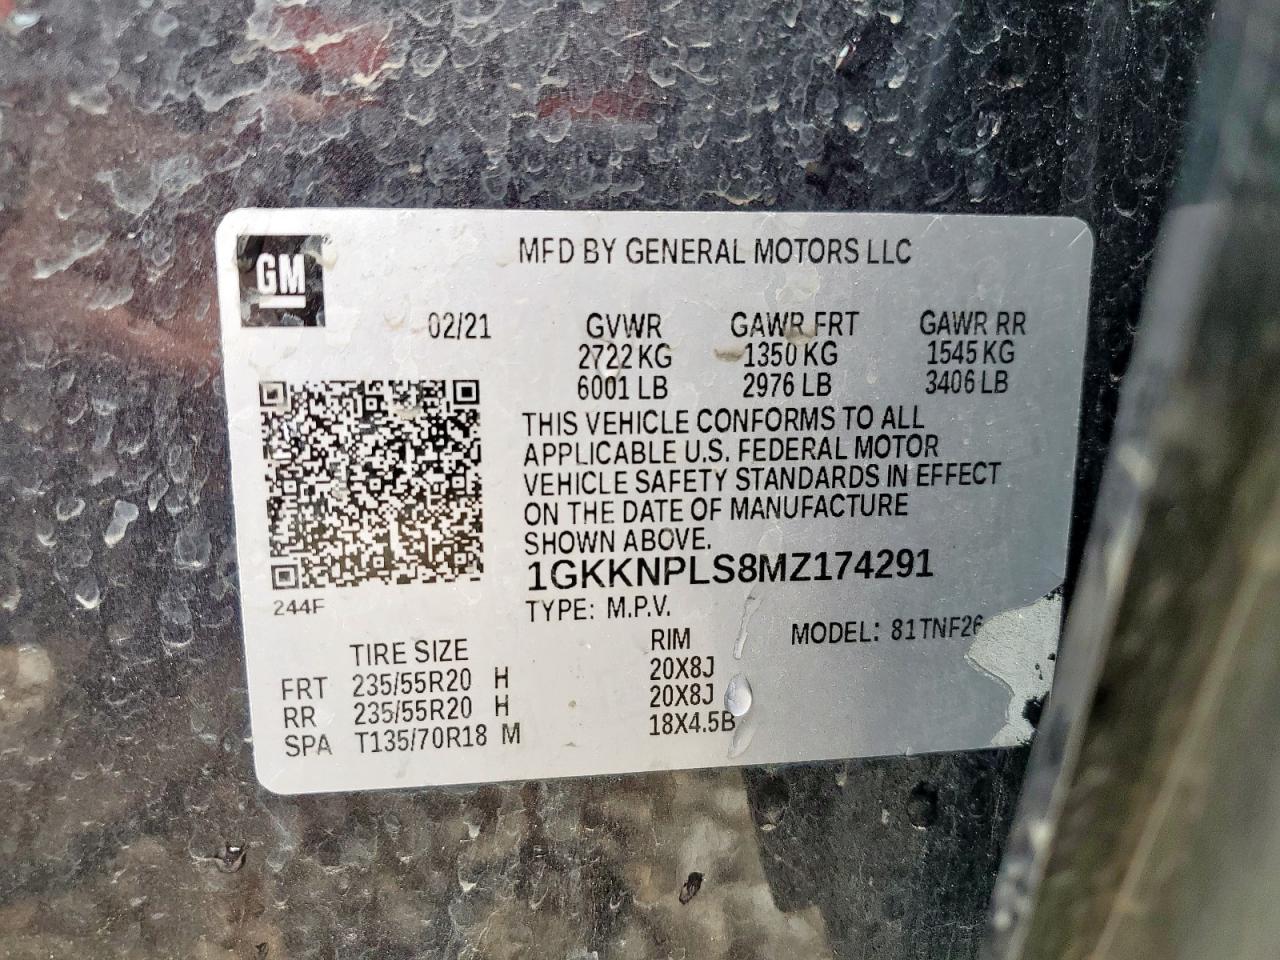 GM
MFD BY GENERAL MOTORS LLC
02/21 GVWR GAWR FRT GAWR RR
2722 KG 1350 KG 1545 KG
6001 LB 2976 LB 3406 LB
THIS VEHICLE CONFORMS TO ALL
APPLICABLE U.S. FEDERAL MOTOR
VEHICLE SAFETY STANDARDS IN EFFECT
ON THE DATE OF MANUFACTURE
SHOWN ABOVE.
1GKKNPLS8MZ174291
244F
TYPE: M.P.V.
MODEL: 81TNF26
TIRE SIZE RIM
FRT 235/55R20 H 20X8J
RR 235/55R20 H 20X8J
SPA T135/70R18 M 18X4.5B